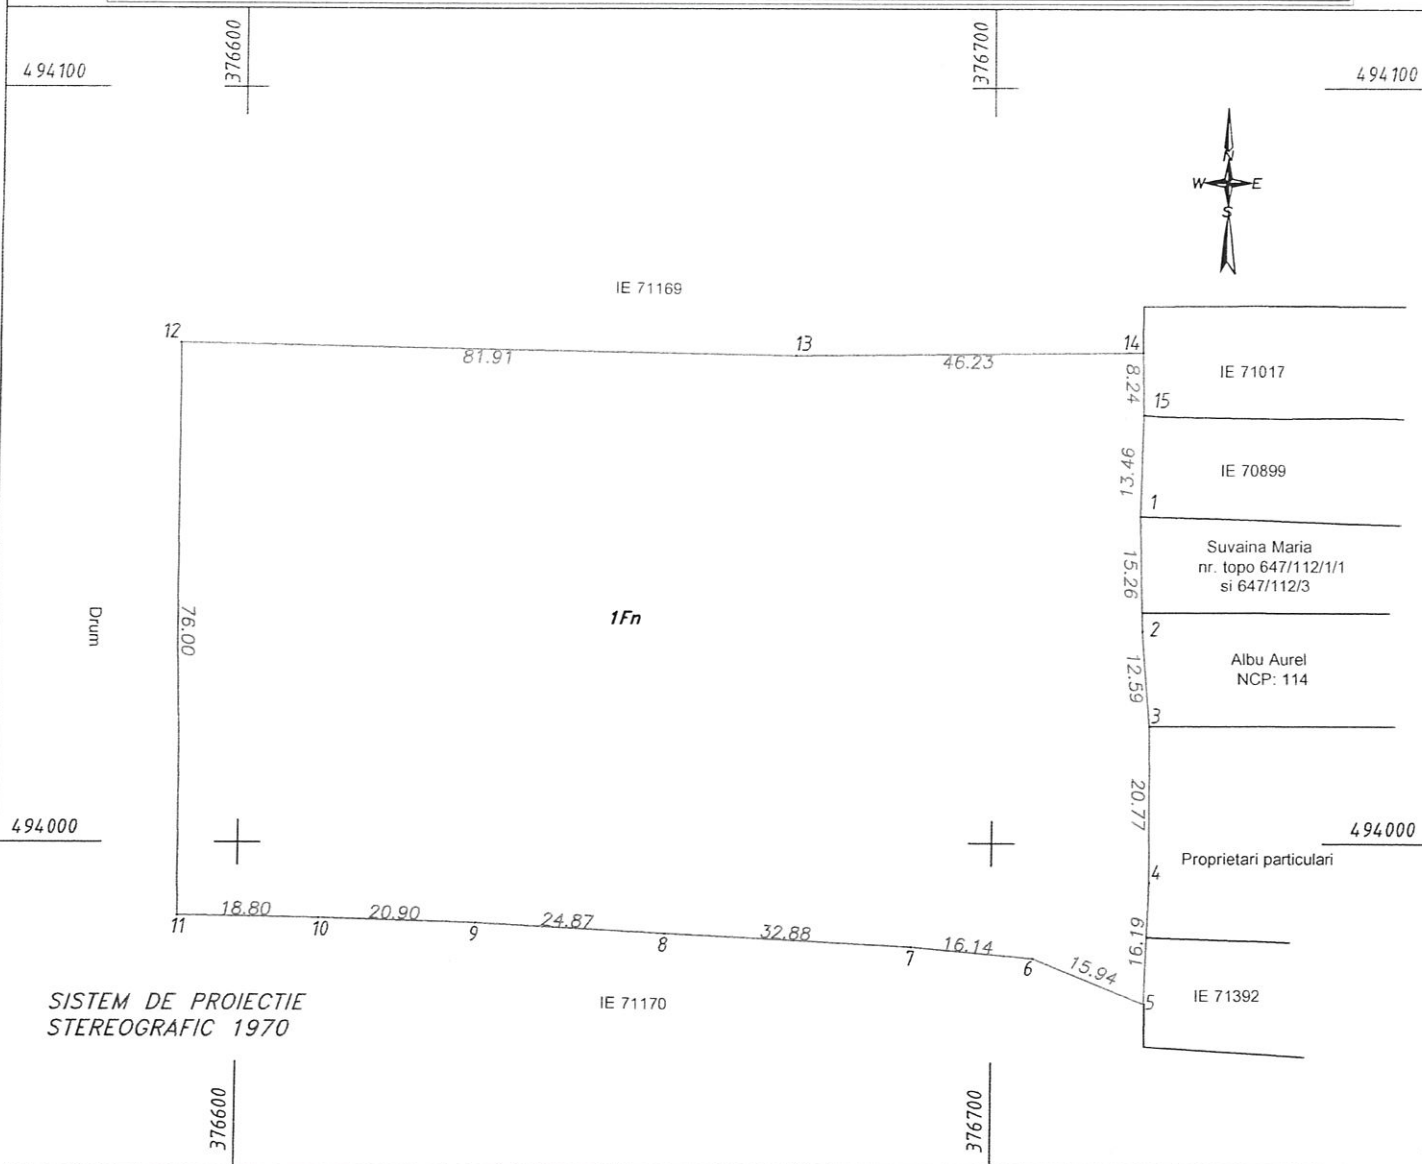 376600
376700
494100
494100
N
W E
S
IE 71169
12
13
14
81.91
46.23
8.24
IE 71017
15
13.46
IE 70899
1
15.26
Suvaina Maria
nr. topo 647/112/1/1
si 647/112/3
Drum
76.00
1Fn
2
12.59
Albu Aurel
NCP: 114
3
20.77
494000
494000
Proprietari particulari
4
18.80
20.90
24.87
32.88
16.14
15.94
16.19
11
10
9
8
7
6
5
IE 71392
SISTEM DE PROIECTIE
STEREOGRAFIC 1970
IE 71170
376600
376700